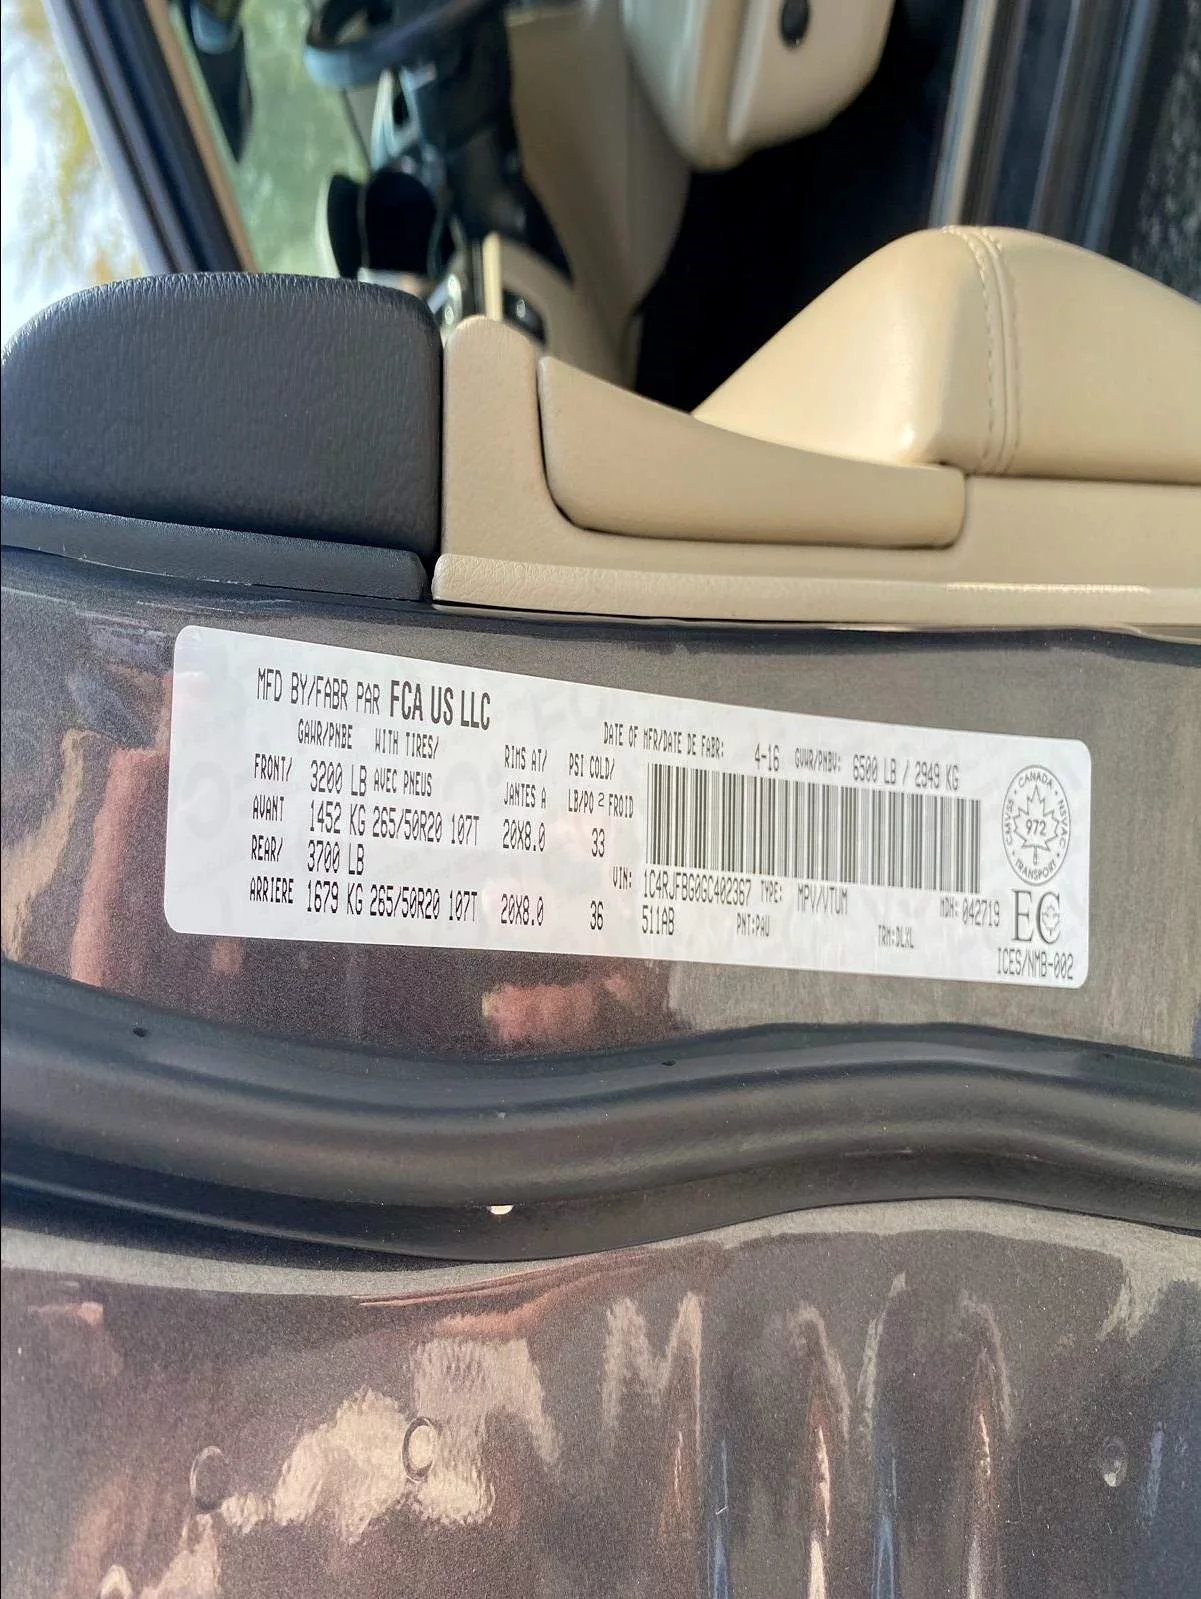 MFD BY/FABR PAR FCA US LLC
DATE OF MFR/DATE DE FABR: 4-16 GVWR/PNBV: 6500 LB / 2949 KG
GAWR/PNBE WITH TIRES/ RIMS AT/ PSI COLD/
FRONT/ 3200 LB AVEC PNEUS JANTES A LB/PO² FROID
AVANT 1452 KG 265/50R20 107T 20X8.0 33
REAR/ 3700 LB
ARRIERE 1679 KG 265/50R20 107T 20X8.0 36
VIN: 1C4RJFBG0GC402367 TYPE: MPV/VTUM MDH: 042719
511AB PNT:PAU TRM:DLXL
CANADA
CMVSS NSVAC
972
TRANSPORT
EC
ICES/NMB-002